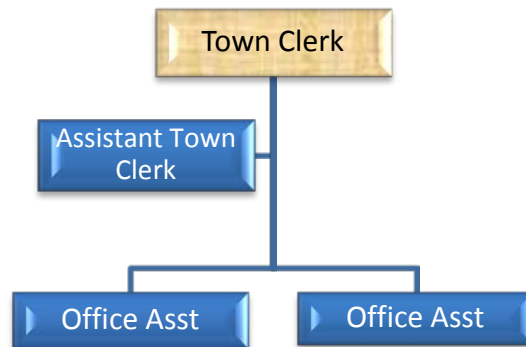 Town Clerk
Assistant Town
Clerk
Office Asst
Office Asst